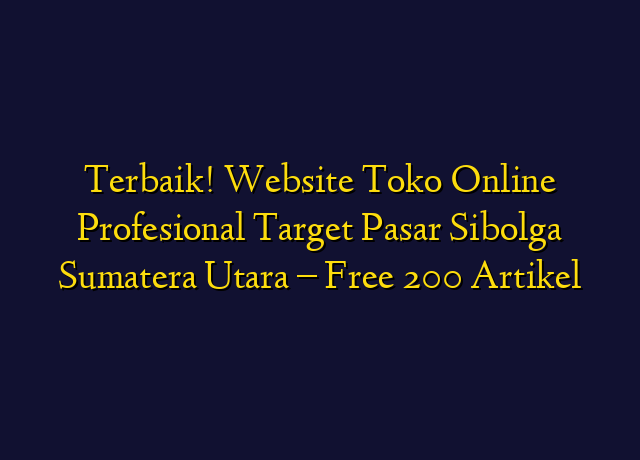 Terbaik! Website Toko Online
Profesional Target Pasar Sibolga
Sumatera Utara – Free 200 Artikel